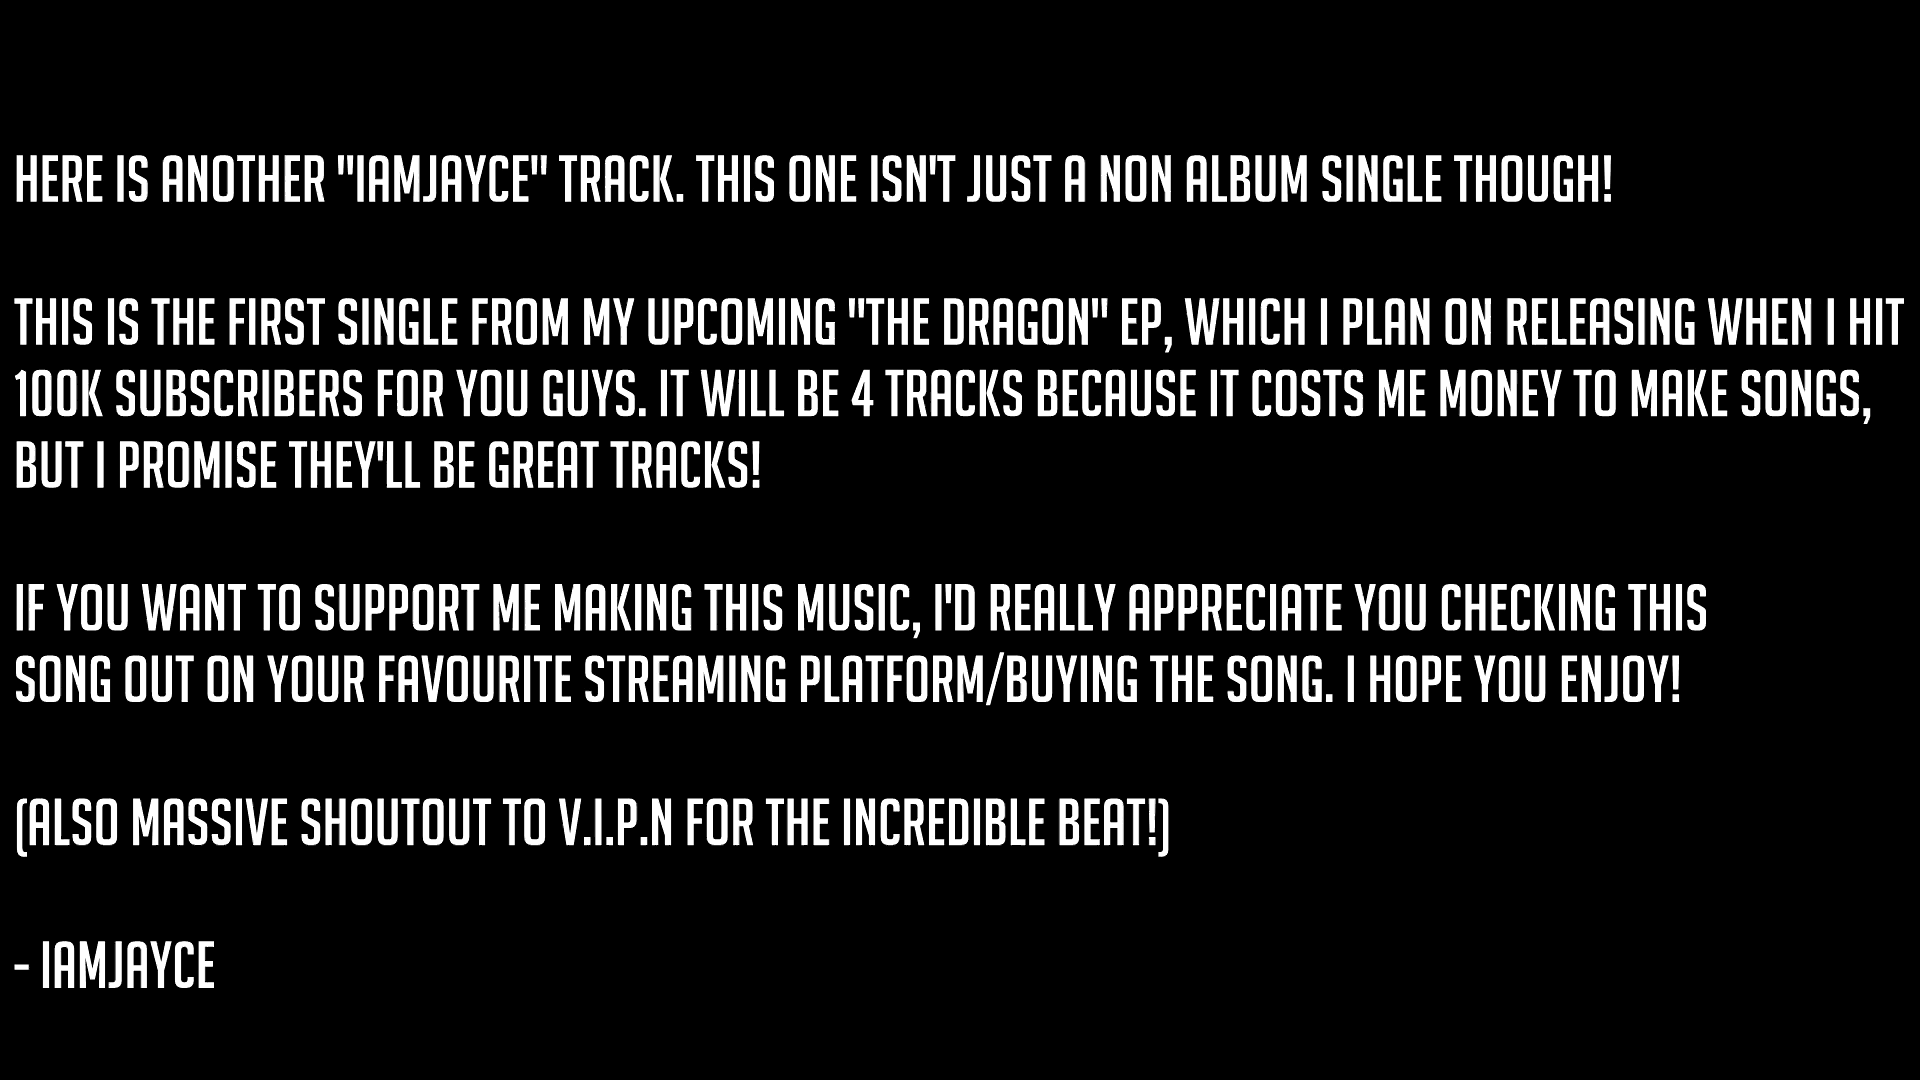 HERE IS ANOTHER "IAMJAYCE" TRACK. THIS ONE ISN'T JUST A NON ALBUM SINGLE THOUGH!
THIS IS THE FIRST SINGLE FROM MY UPCOMING "THE DRAGON" EP, WHICH I PLAN ON RELEASING WHEN I HIT
100K SUBSCRIBERS FOR YOU GUYS. IT WILL BE 4 TRACKS BECAUSE IT COSTS ME MONEY TO MAKE SONGS,
BUT I PROMISE THEY'LL BE GREAT TRACKS!
IF YOU WANT TO SUPPORT ME MAKING THIS MUSIC, I'D REALLY APPRECIATE YOU CHECKING THIS
SONG OUT ON YOUR FAVOURITE STREAMING PLATFORM/BUYING THE SONG. I HOPE YOU ENJOY!
(ALSO MASSIVE SHOUTOUT TO V.I.P.N FOR THE INCREDIBLE BEAT!)
- IAMJAYCE